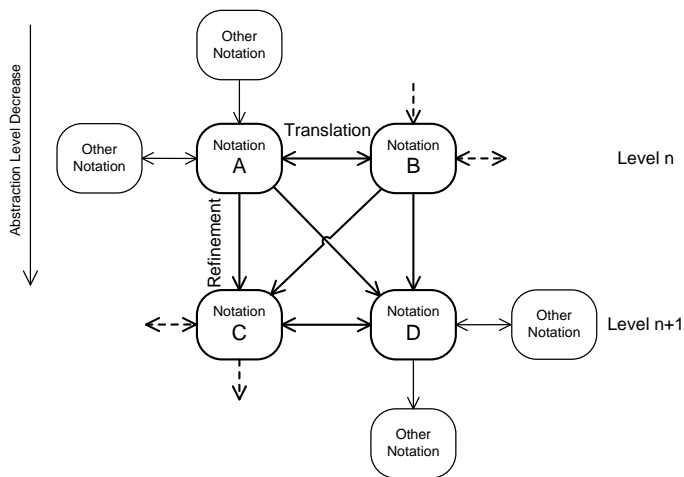 Other
Notation
Abstraction Level Decrease
Translation
Other
Notation
Notation
A
Notation
B
Level n
Refinement
Notation
C
Notation
D
Other
Notation
Level n+1
Other
Notation